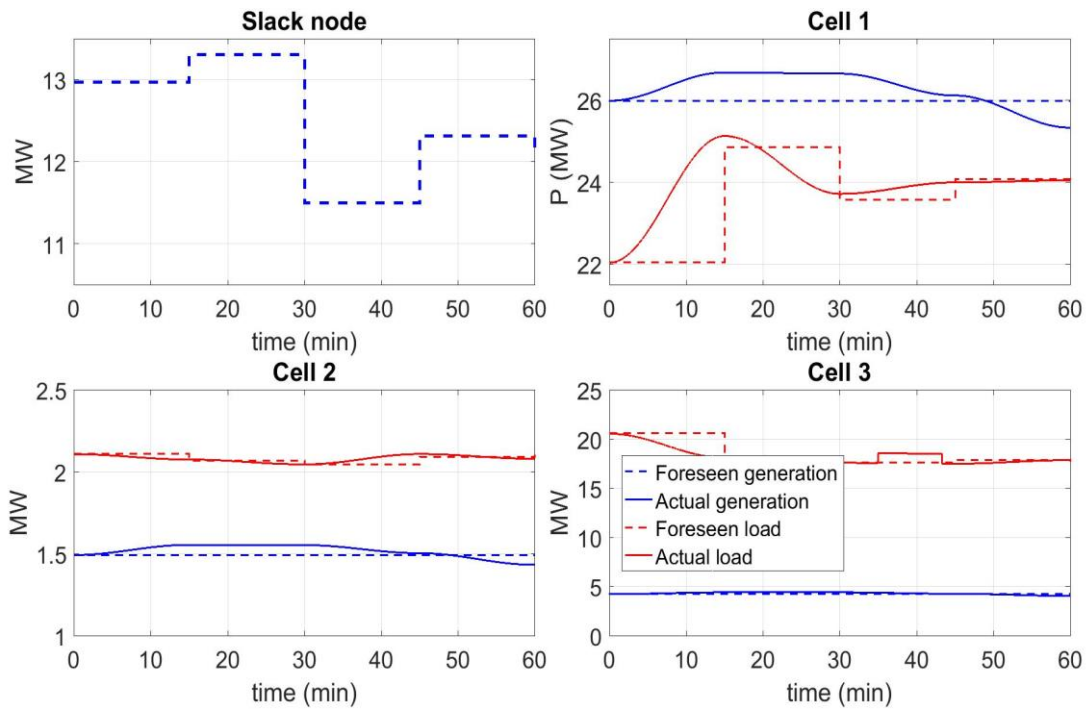 Slack node
MW
13
12
11
0 10 20 30 40 50 60
time (min)
Cell 1
P (MW)
26
24
22
0 10 20 30 40 50 60
time (min)
Cell 2
MW
2.5
2
1.5
1
0 10 20 30 40 50 60
time (min)
Cell 3
MW
25
20
15
10
5
0
Foreseen generation
Actual generation
Foreseen load
Actual load
0 10 20 30 40 50 60
time (min)